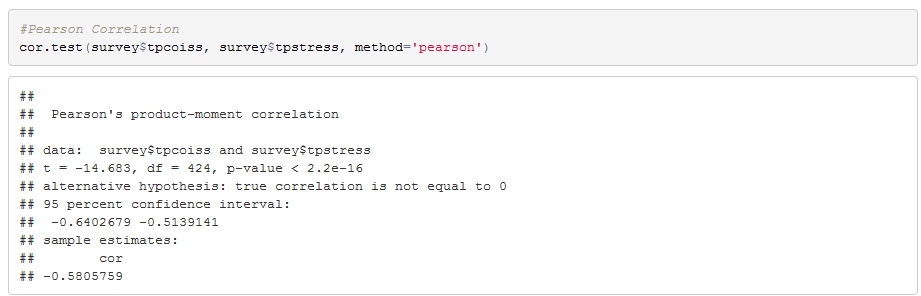 #Pearson Correlation
cor.test(survey$tpcoiss, survey$tpstress, method='pearson')
##
##  Pearson's product-moment correlation
##
## data:  survey$tpcoiss and survey$tpstress
## t = -14.683, df = 424, p-value < 2.2e-16
## alternative hypothesis: true correlation is not equal to 0
## 95 percent confidence interval:
##  -0.6402679 -0.5139141
## sample estimates:
##        cor
## -0.5805759